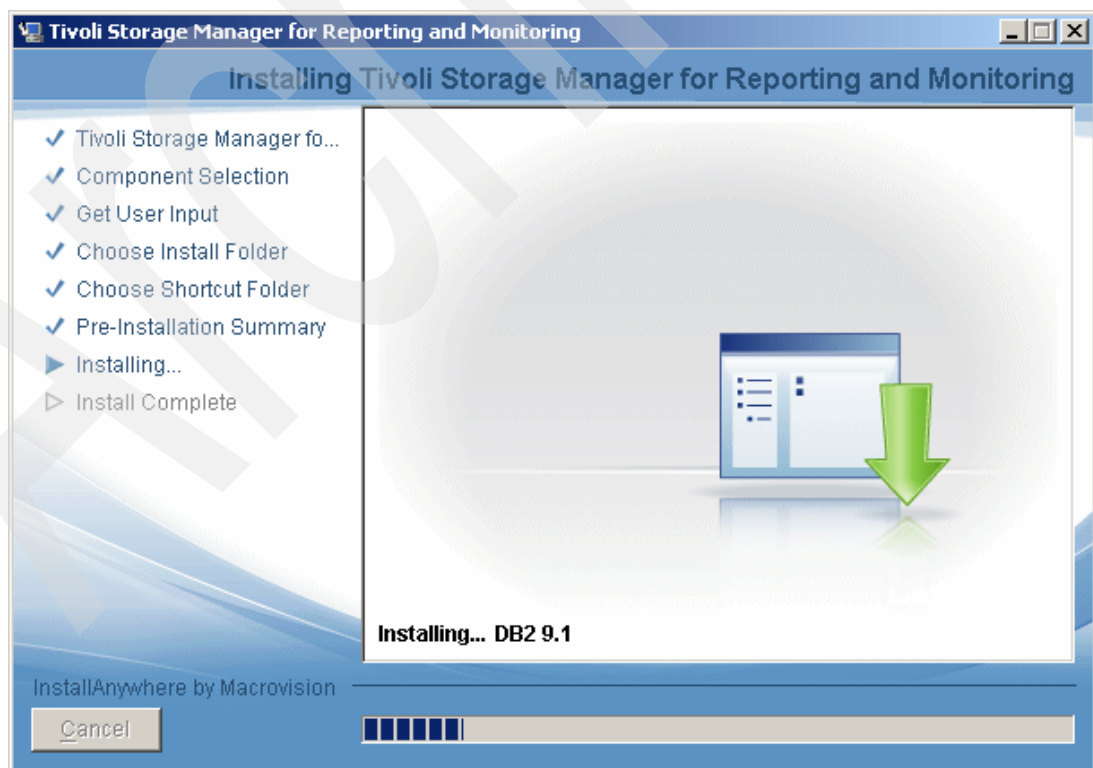 Tivoli Storage Manager for Reporting and Monitoring
Installing Tivoli Storage Manager for Reporting and Monitoring
Tivoli Storage Manager fo...
Component Selection
Get User Input
Choose Install Folder
Choose Shortcut Folder
Pre-Installation Summary
Installing...
Install Complete
Installing... DB2 9.1
InstallAnywhere by Macrovision
Cancel